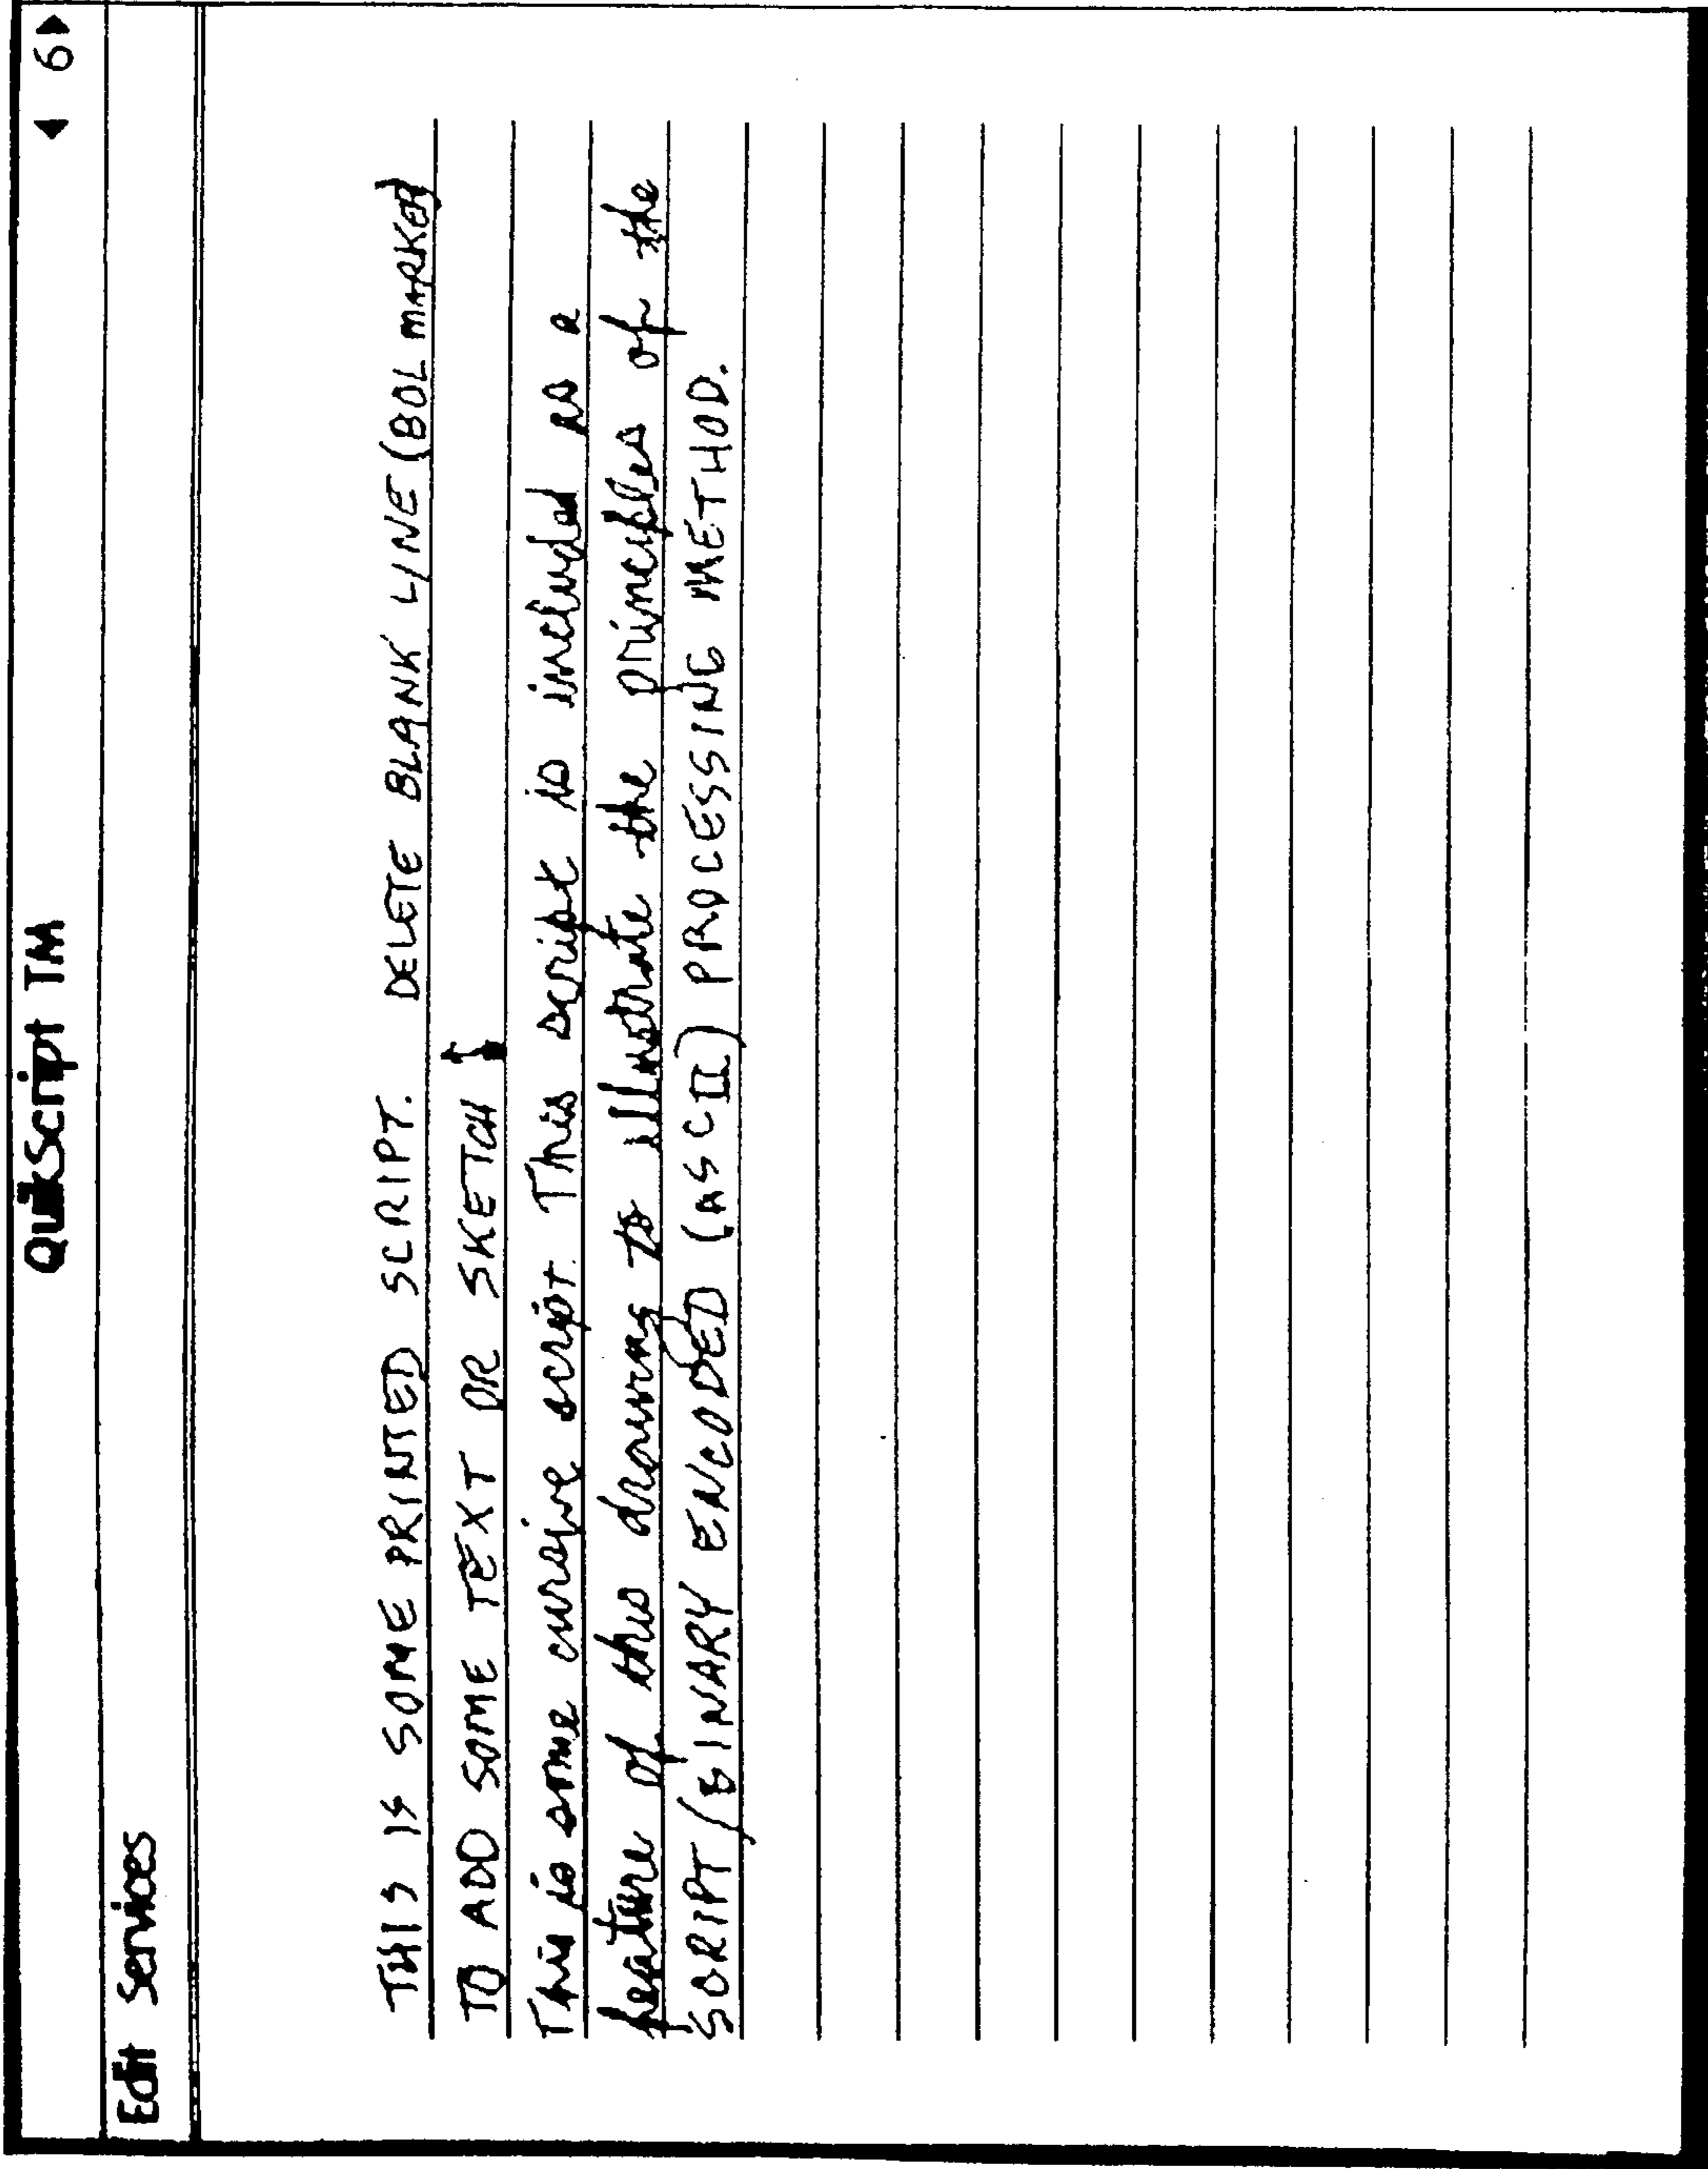 QuikScript TM ◀ 6▶
Edit Services
THIS IS SOME PRINTED SCRIPT. DELETE BLANK LINE (BOL MARKER)
TO ADD SOME TEXT OR SKETCH
This is some cursive script. This script is included as a
feature of this drawing to illustrate the principles of the
SCRIPT/BINARY ENCODED (ASCII) PROCESSING METHOD.